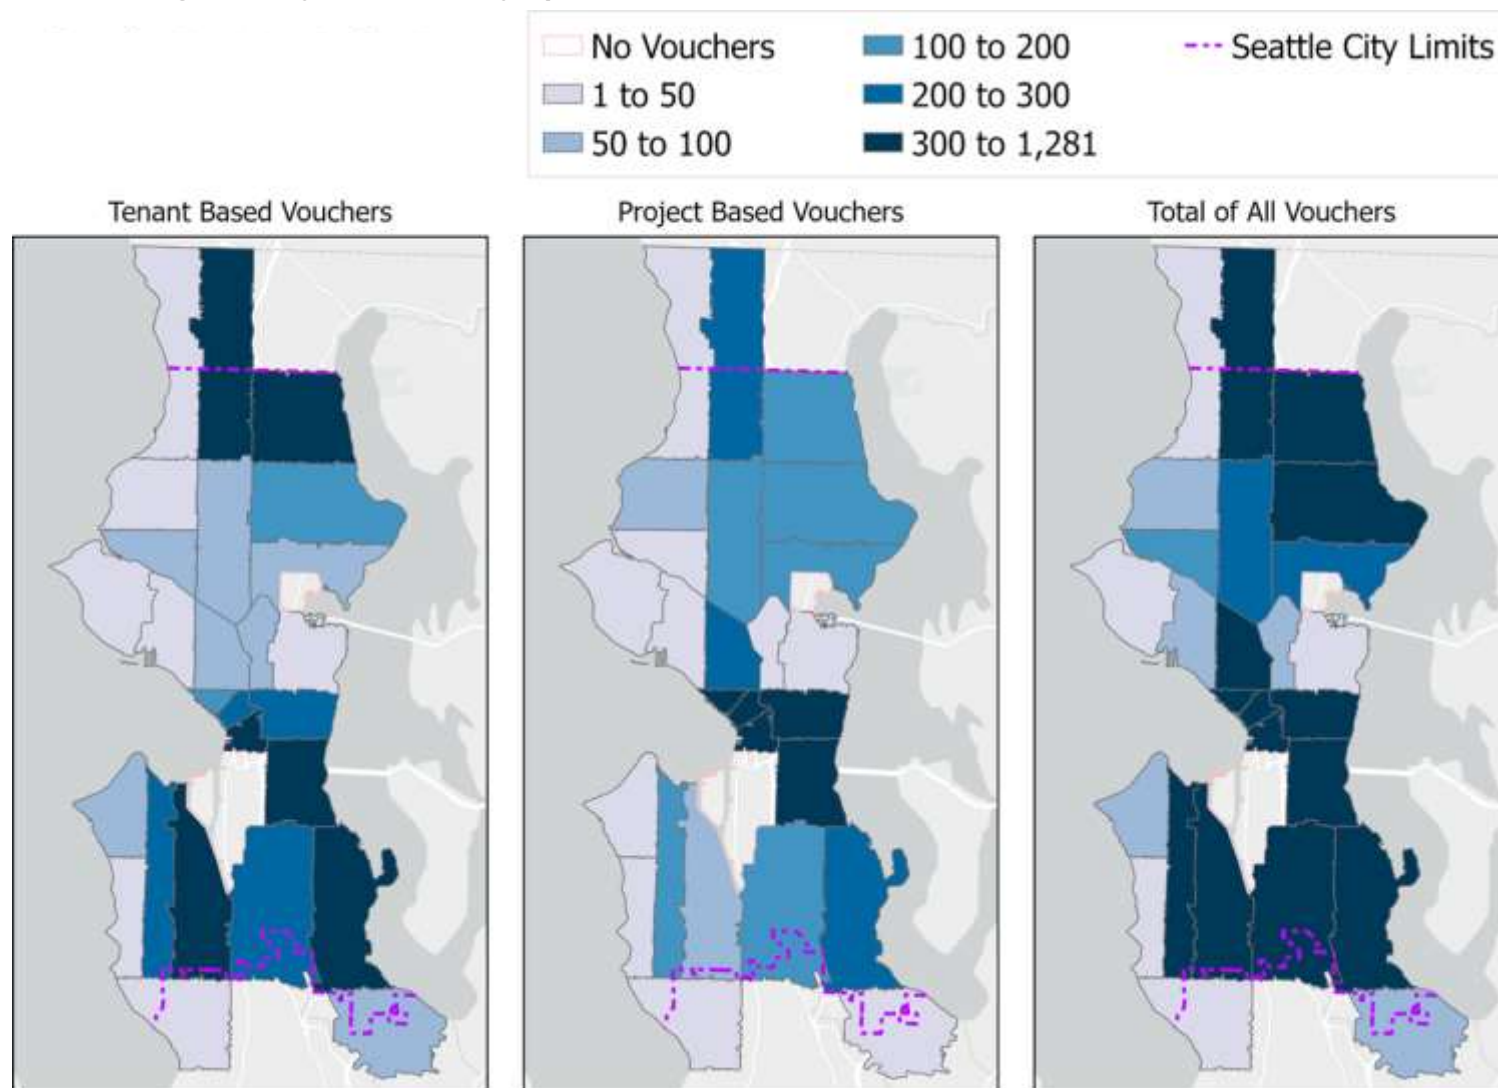 No Vouchers
100 to 200
Seattle City Limits
1 to 50
200 to 300
50 to 100
300 to 1,281
Tenant Based Vouchers
Project Based Vouchers
Total of All Vouchers